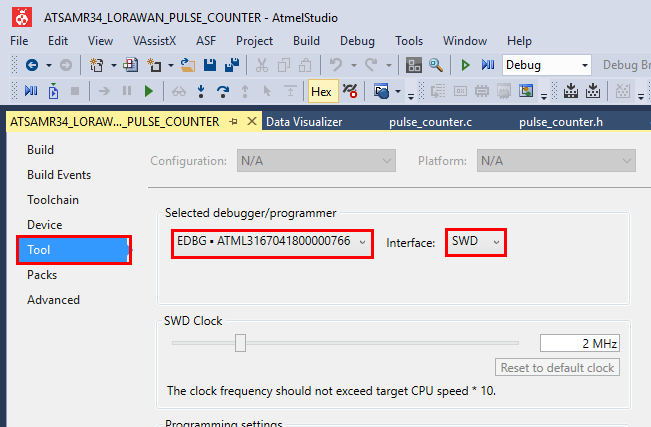 ATSAMR34_LORAWAN_PULSE_COUNTER - AtmelStudio
File Edit View VAssistX ASF Project Build Debug Tools Window Help
Debug Debug Br
Hex
ATSAMR34_LORAW..._PULSE_COUNTER Data Visualizer pulse_counter.c pulse_counter.h
Build
Configuration: N/A Platform: N/A
Build Events
Toolchain
Device
Selected debugger/programmer
Tool
EDBG • ATML3167041800000766 Interface: SWD
Packs
Advanced
SWD Clock
2 MHz
Reset to default clock
The clock frequency should not exceed target CPU speed * 10.
Programming settings